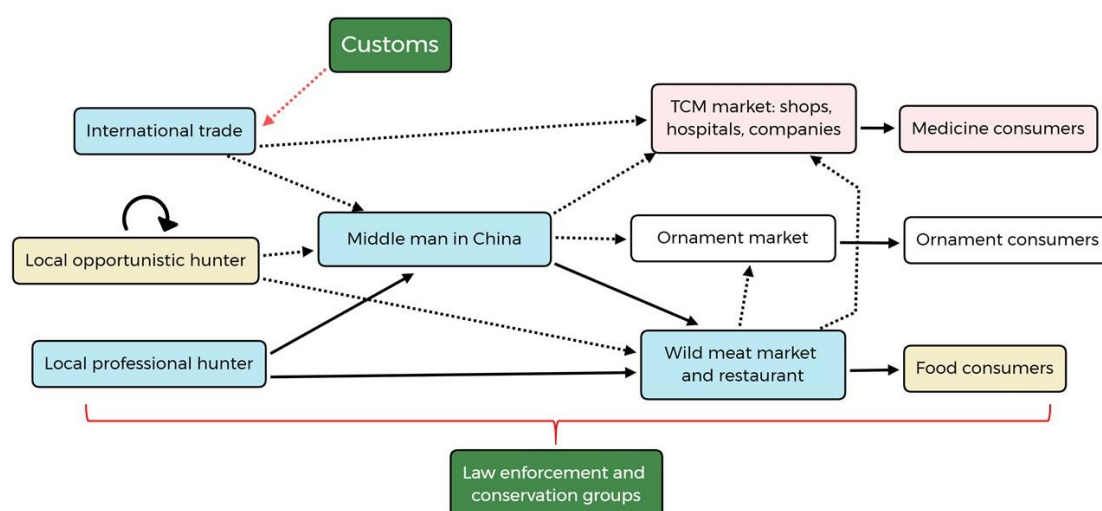 Customs
International trade
TCM market: shops,
hospitals, companies
Medicine consumers
Local opportunistic hunter
Middle man in China
Ornament market
Ornament consumers
Local professional hunter
Wild meat market
and restaurant
Food consumers
Law enforcement and
conservation groups